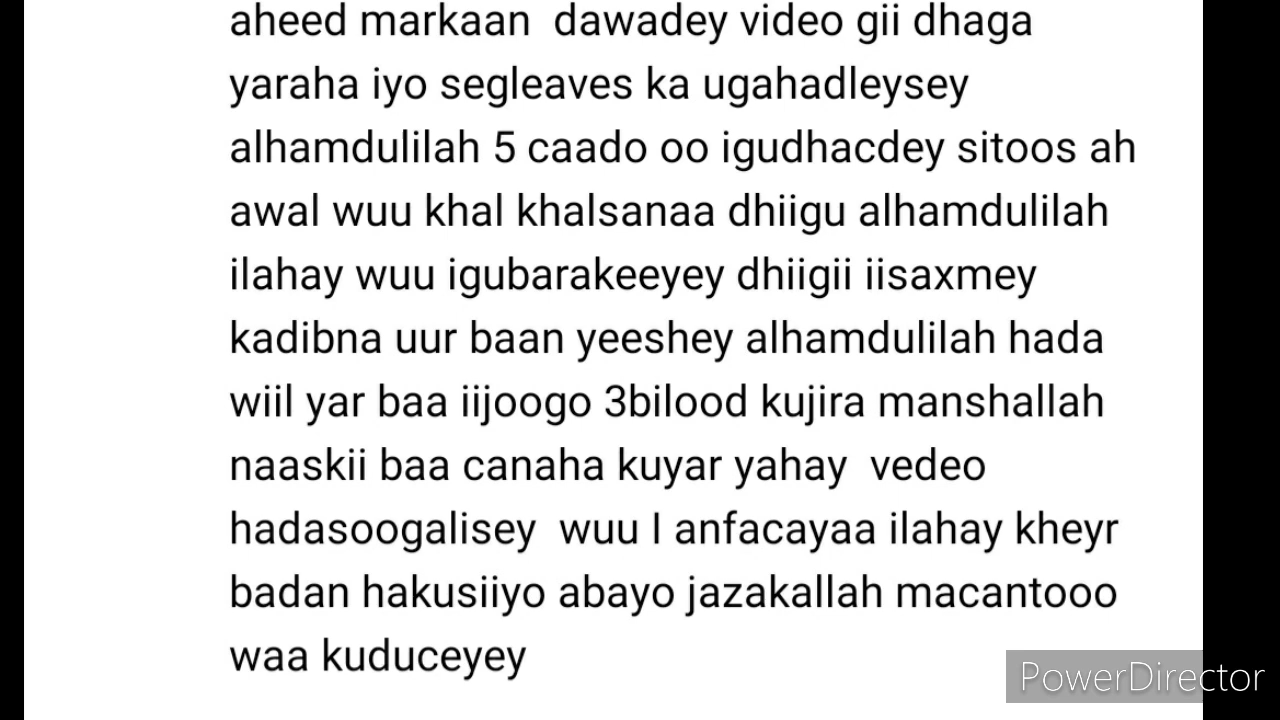 aheed markaan  dawadey video gii dhaga
yaraha iyo segleaves ka ugahadleysey
alhamdulilah 5 caado oo igudhacdey sitoos ah
awal wuu khal khalsanaa dhiigu alhamdulilah
ilahay wuu igubarakeeyey dhiigii iisaxmey
kadibna uur baan yeeshey alhamdulilah hada
wiil yar baa iijoogo 3bilood kujira manshallah
naaskii baa canaha kuyar yahay  vedeo
hadasoogalisey  wuu I anfacayaa ilahay kheyr
badan hakusiiyo abayo jazakallah macantooo
waa kuduceyey
PowerDirector